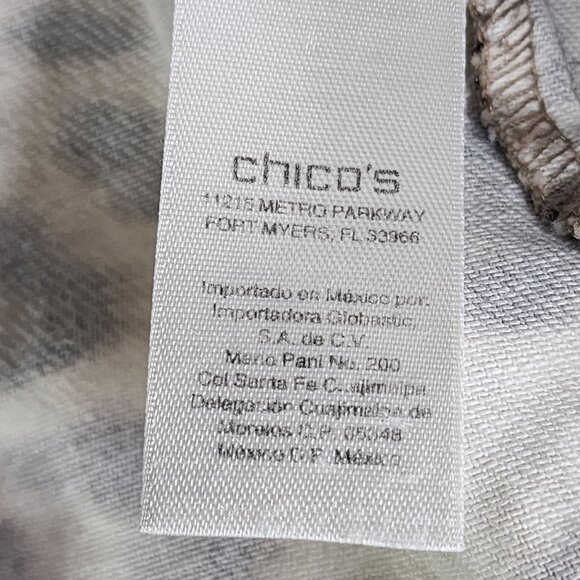 chico's
11215 METRO PARKWAY
FORT MYERS, FL 33966
Importado en México por:
Importadora Globastic,
S.A. de C.V.
Mario Pani No. 200
Col Santa Fe Cuajimalpa
Delegación Cuajimalpa de
Morelos C.P. 05348
México D.F. México